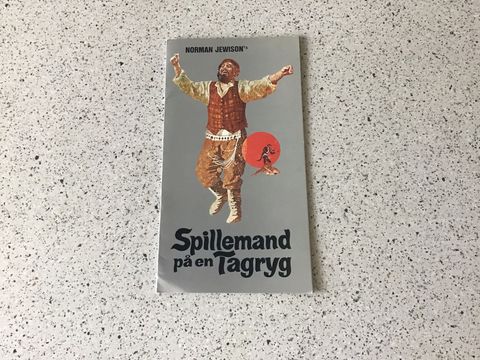 NORMAN JEWISON's
Spillemand
på en Tagryg